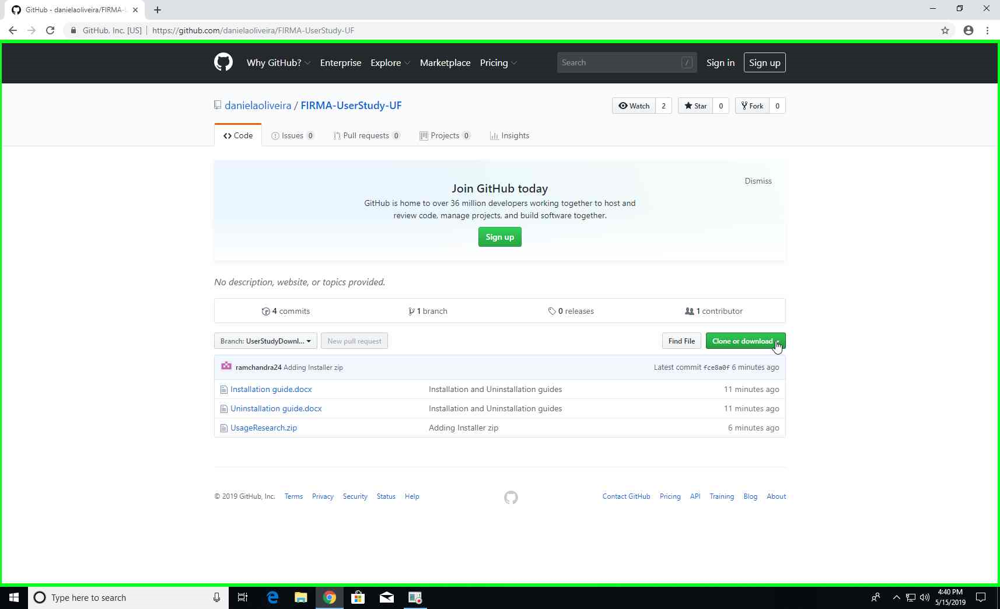 GitHub - danielaoliveira/FIRMA-U
GitHub, Inc. [US] | https://github.com/danielaoliveira/FIRMA-UserStudy-UF
Why GitHub? Enterprise Explore Marketplace Pricing Search / Sign in Sign up
danielaoliveira / FIRMA-UserStudy-UF Watch 2 Star 0 Fork 0
Code Issues 0 Pull requests 0 Projects 0 Insights
Dismiss
Join GitHub today
GitHub is home to over 36 million developers working together to host and
review code, manage projects, and build software together.
Sign up
No description, website, or topics provided.
4 commits 1 branch 0 releases 1 contributor
Branch: UserStudyDownl... New pull request Find File Clone or download
ramchandra24 Adding Installer zip Latest commit fce8a0f 6 minutes ago
Installation guide.docx Installation and Uninstallation guides 11 minutes ago
Uninstallation guide.docx Installation and Uninstallation guides 11 minutes ago
UsageResearch.zip Adding Installer zip 6 minutes ago
© 2019 GitHub, Inc. Terms Privacy Security Status Help Contact GitHub Pricing API Training Blog About
Type here to search
4:40 PM
5/15/2019